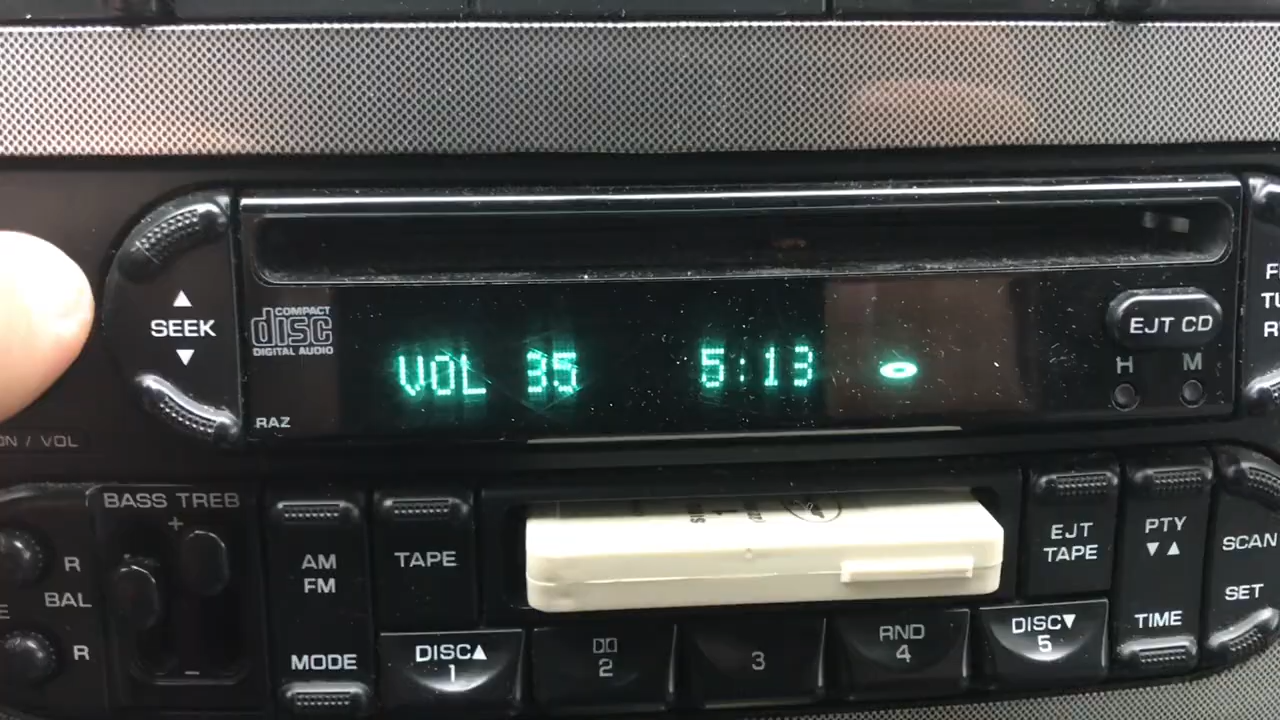 ▲
SEEK
▼
COMPACT
disc
DIGITAL AUDIO
RAZ
VOL 35 5:13
EJT CD
H M
ON / VOL
BASS TREB
+
−
R
BAL
R
AM
FM
MODE
TAPE
EJT
TAPE
PTY
▼▲
TIME
SCAN
SET
DISC▲
1
2
3
RND
4
DISC▼
5